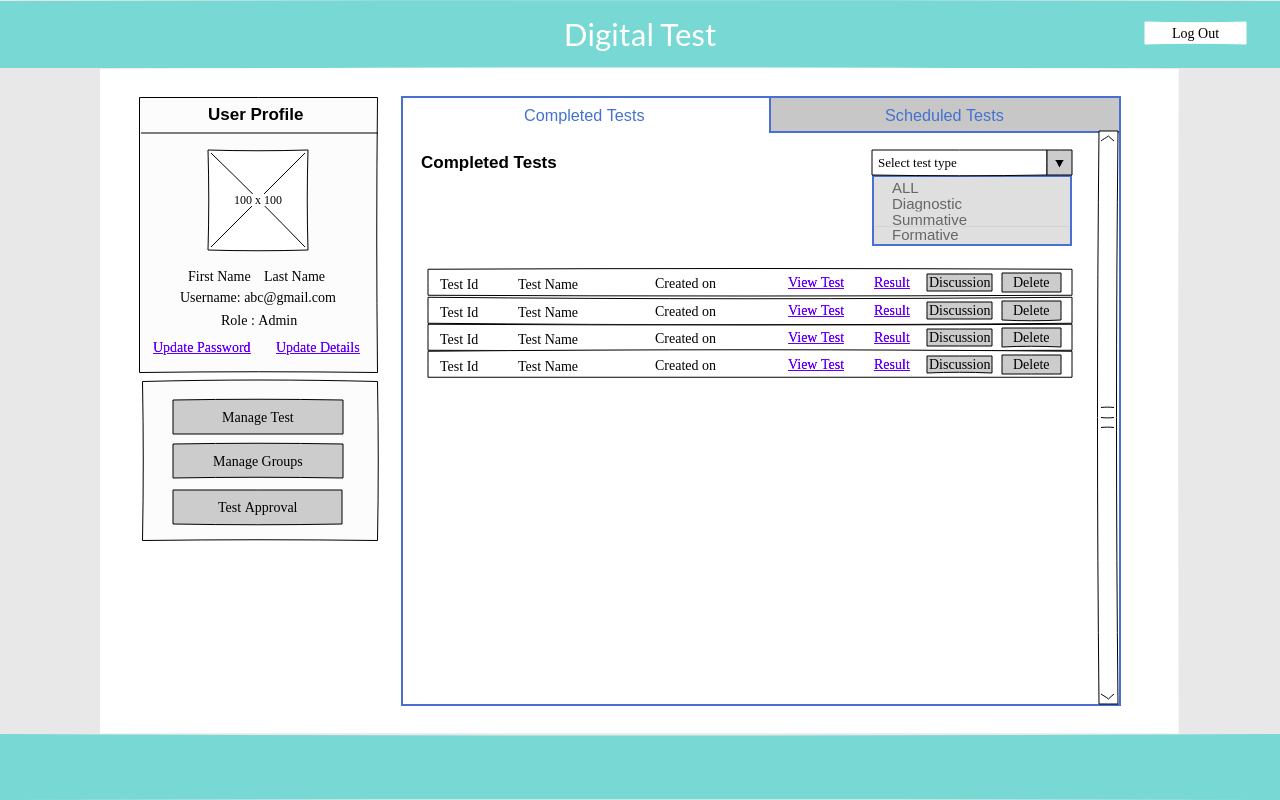 Digital Test
Log Out
User Profile
100 x 100
First Name Last Name
Username: abc@gmail.com
Role : Admin
Update Password Update Details
Manage Test
Manage Groups
Test Approval
Completed Tests Scheduled Tests
Completed Tests
Select test type
ALL
Diagnostic
Summative
Formative
Test Id Test Name Created on View Test Result Discussion Delete
Test Id Test Name Created on View Test Result Discussion Delete
Test Id Test Name Created on View Test Result Discussion Delete
Test Id Test Name Created on View Test Result Discussion Delete